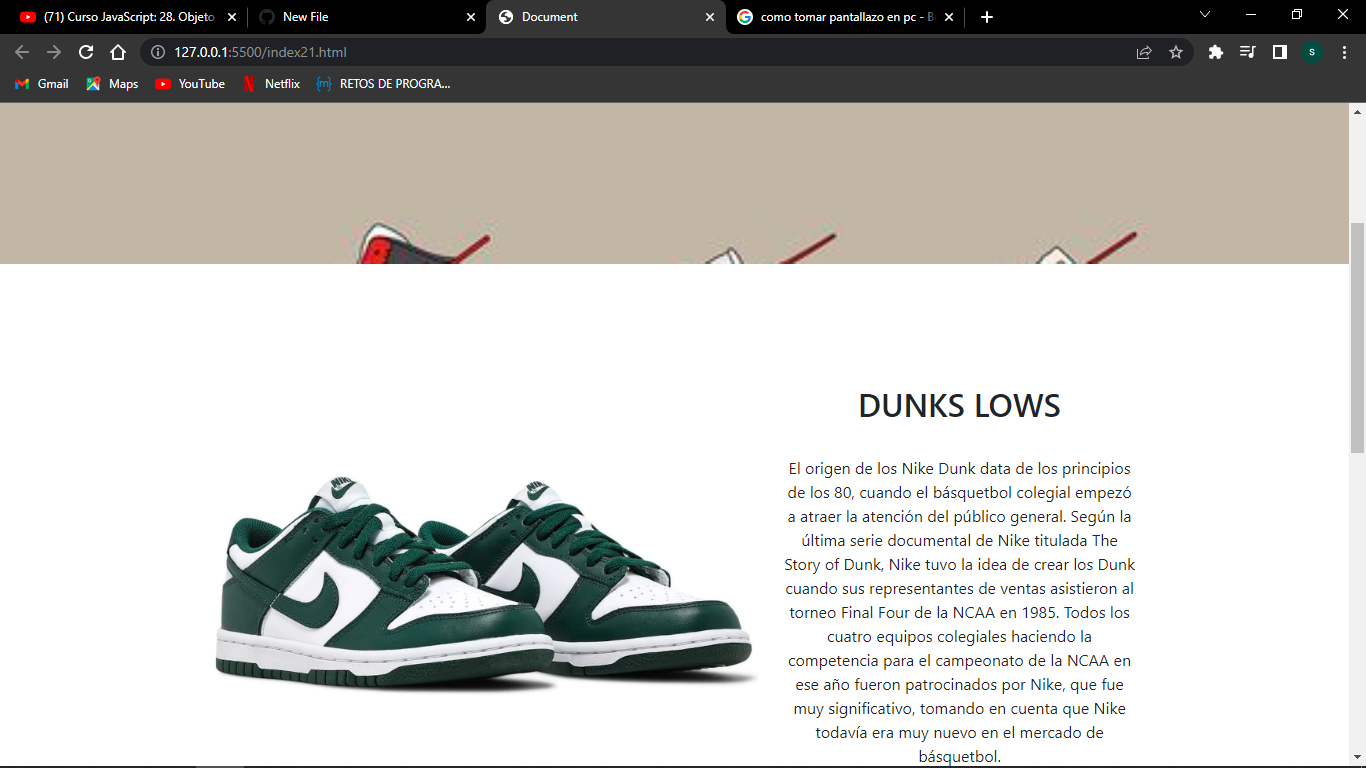 (71) Curso JavaScript: 28. Objeto
New File
Document
como tomar pantallazo en pc - B
127.0.0.1:5500/index21.html
S
Gmail
Maps
YouTube
Netflix
RETOS DE PROGRA...
DUNKS LOWS
El origen de los Nike Dunk data de los principios
de los 80, cuando el básquetbol colegial empezó
a atraer la atención del público general. Según la
última serie documental de Nike titulada The
Story of Dunk, Nike tuvo la idea de crear los Dunk
cuando sus representantes de ventas asistieron al
torneo Final Four de la NCAA en 1985. Todos los
cuatro equipos colegiales haciendo la
competencia para el campeonato de la NCAA en
ese año fueron patrocinados por Nike, que fue
muy significativo, tomando en cuenta que Nike
todavía era muy nuevo en el mercado de
básquetbol.
NIKE
NIKE